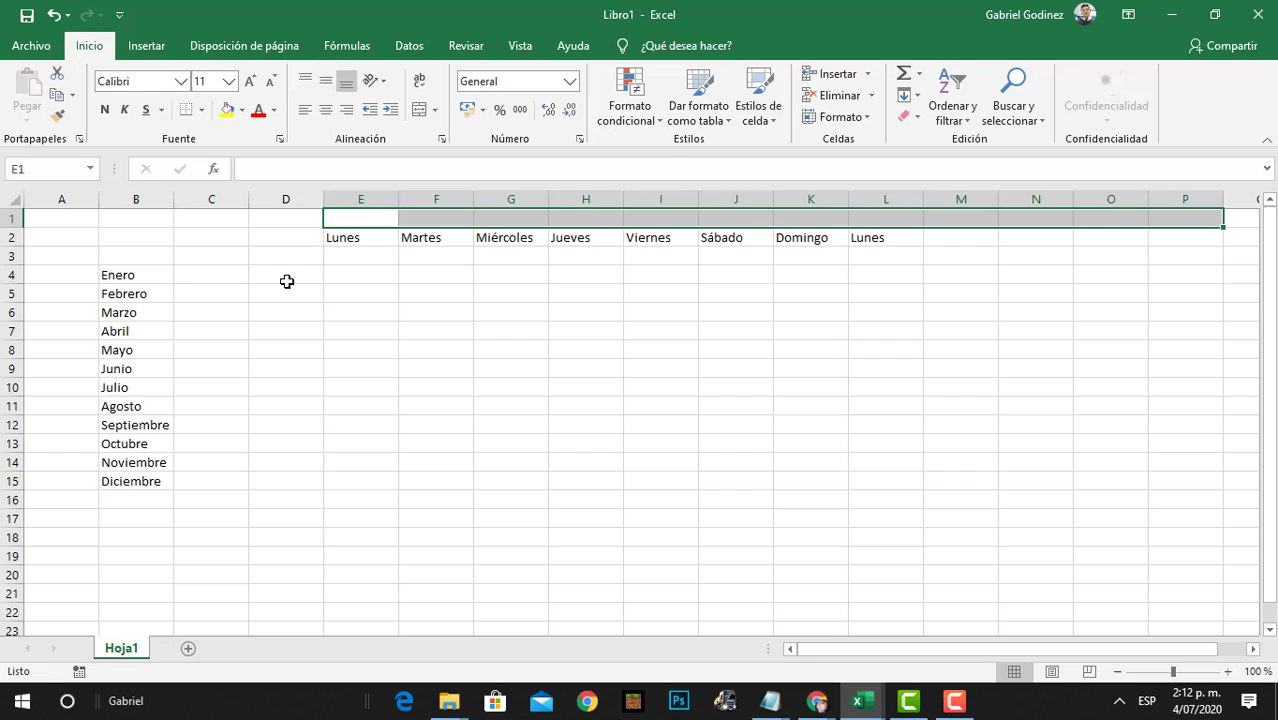 Libro1 - Excel
Gabriel Godinez
Archivo Inicio Insertar Disposición de página Fórmulas Datos Revisar Vista Ayuda ¿Qué desea hacer? Compartir
Pegar
Calibri 11
N K S
ab
General
% 000
Formato condicional
Dar formato como tabla
Estilos de celda
Insertar
Eliminar
Formato
Ordenar y filtrar
Buscar y seleccionar
Confidencialidad
Portapapeles Fuente Alineación Número Estilos Celdas Edición Confidencialidad
E1 fx
A B C D E F G H I J K L M N O P
1
2 Lunes Martes Miércoles Jueves Viernes Sábado Domingo Lunes
3
4 Enero
5 Febrero
6 Marzo
7 Abril
8 Mayo
9 Junio
10 Julio
11 Agosto
12 Septiembre
13 Octubre
14 Noviembre
15 Diciembre
16
17
18
19
20
21
22
23
Hoja1
Listo 100 %
Gabriel ESP 2:12 p. m.
4/07/2020